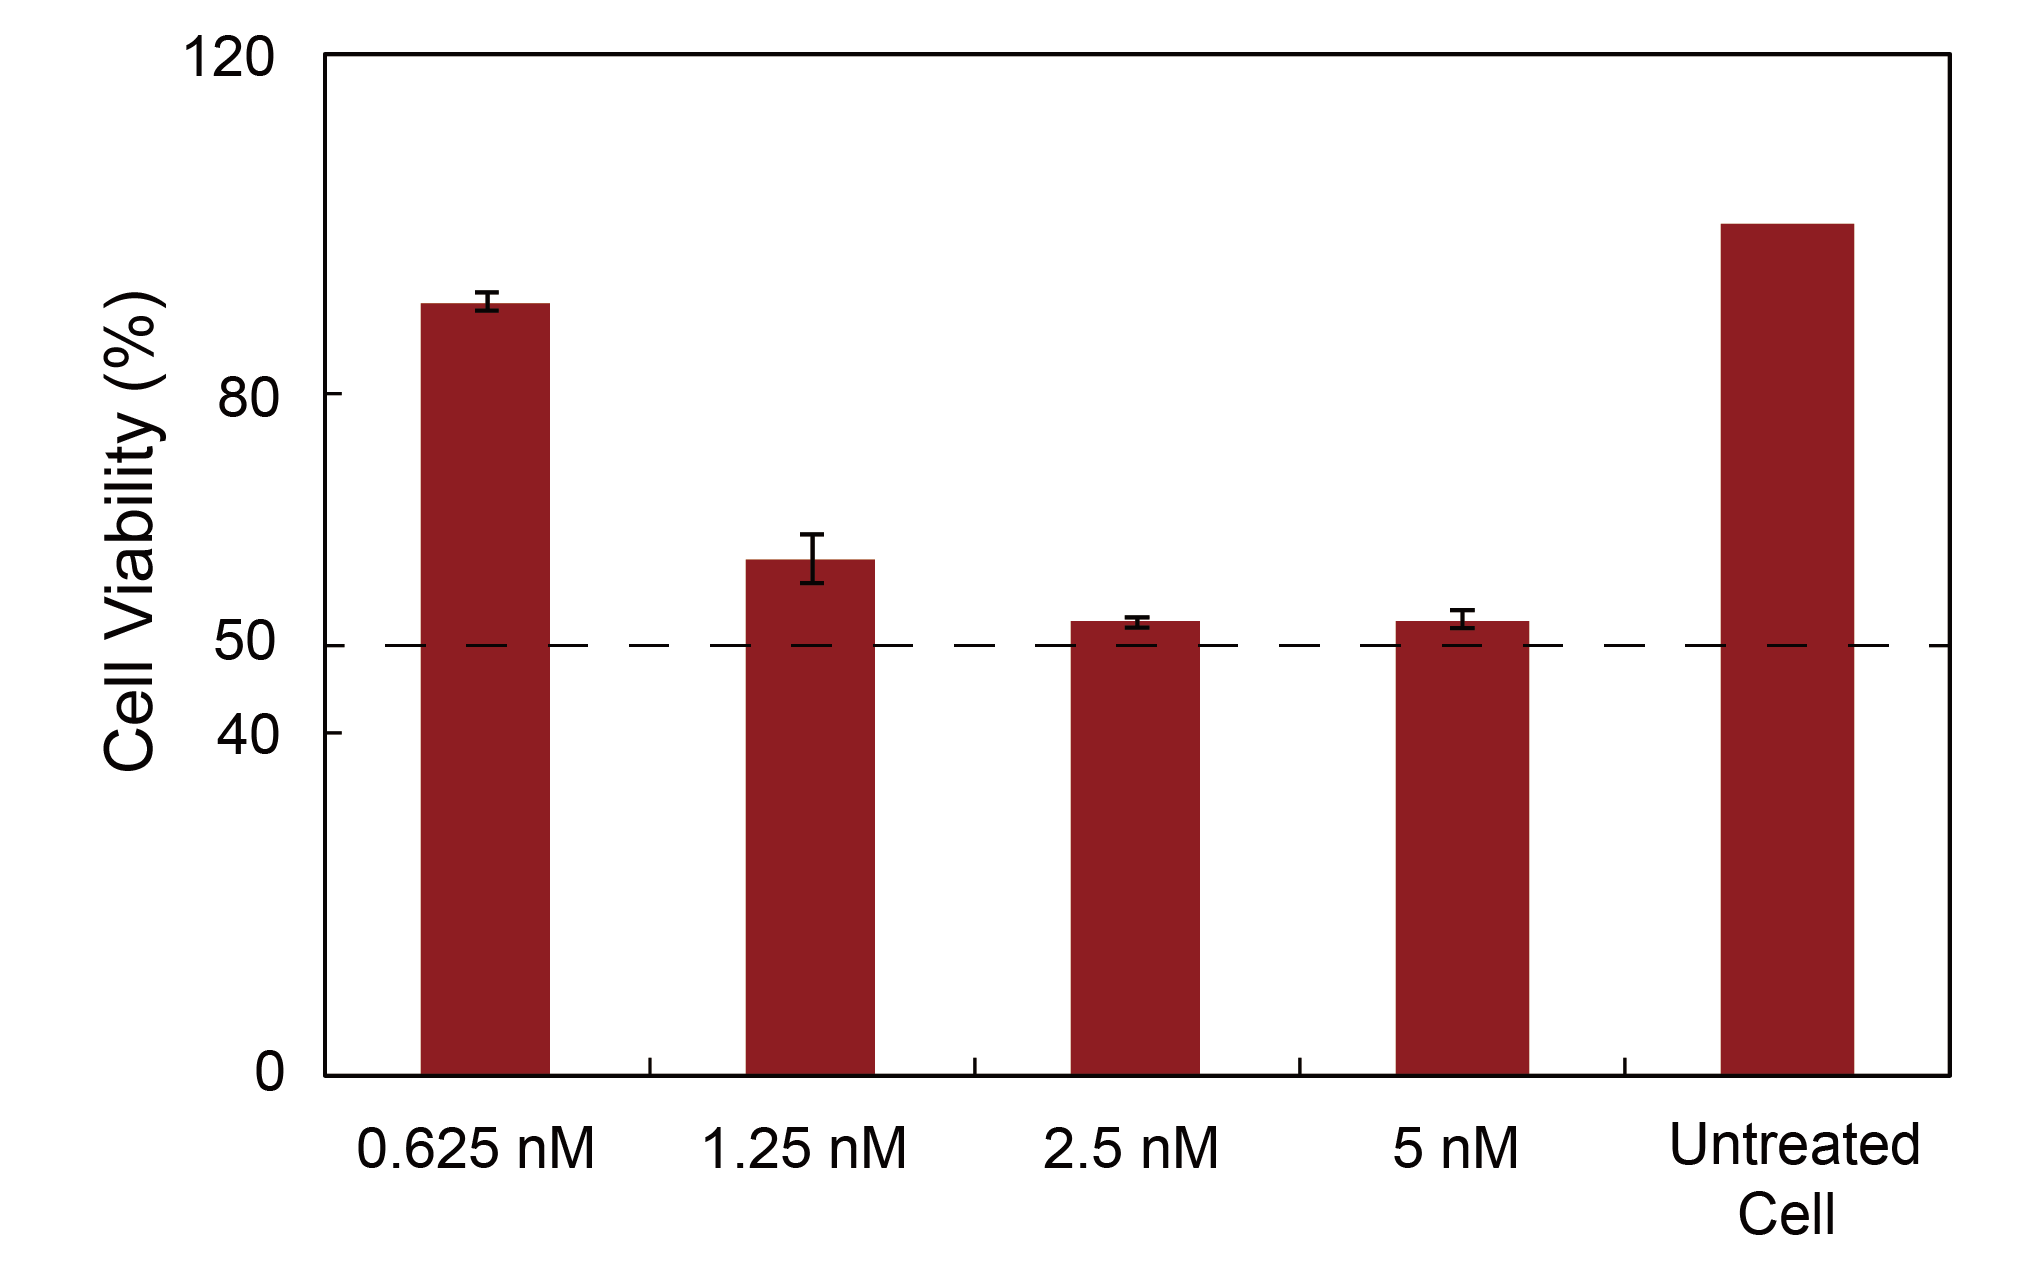 120
80
50
40
0
Cell Viability (%)
0.625 nM
1.25 nM
2.5 nM
5 nM
Untreated
Cell